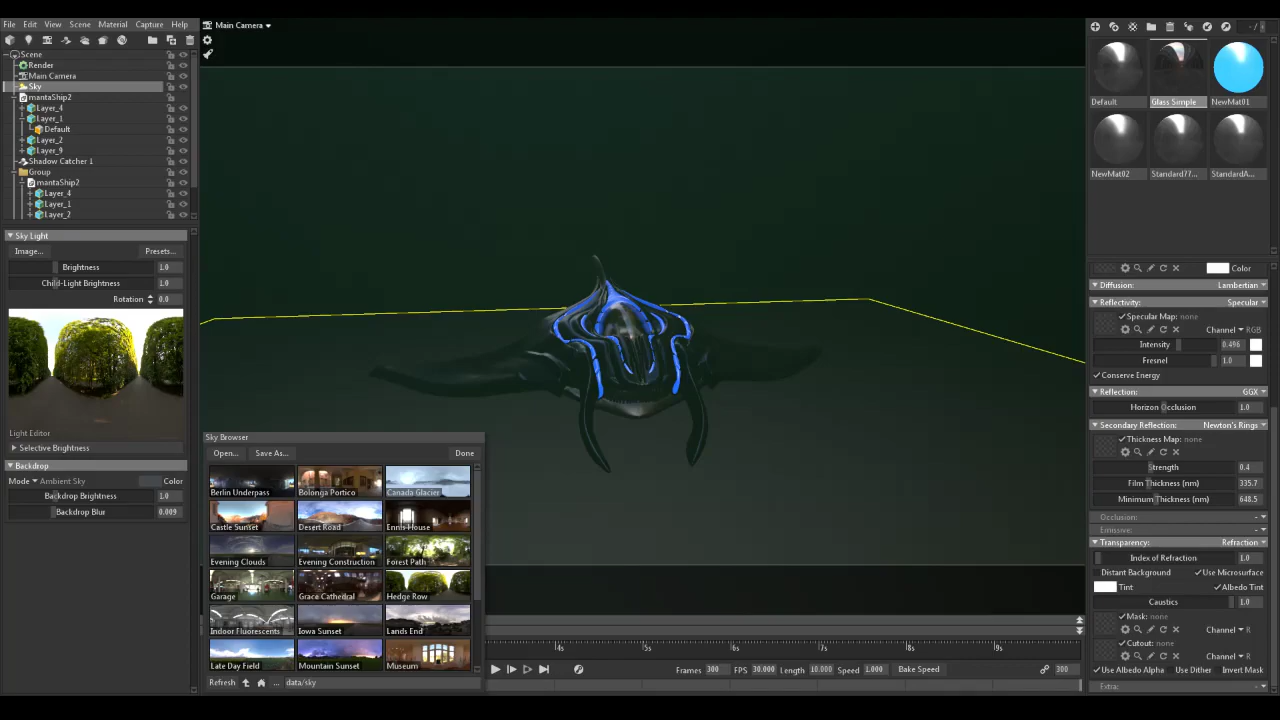 File Edit View Scene Material Capture Help
Main Camera
Scene
Render
Main Camera
Sky
mantaShip2
Layer_4
Layer_1
Default
Layer_2
Layer_9
Shadow Catcher 1
Group
mantaShip2
Layer_4
Layer_1
Layer_2
Sky Light
Image... Presets...
Brightness 1.0
Child-Light Brightness 1.0
Rotation 0.0
Light Editor
Selective Brightness
Backdrop
Mode Ambient Sky Color
Backdrop Brightness 1.0
Backdrop Blur 0.009
Sky Browser
Open... Save As... Done
Berlin Underpass Bolonga Portico Canada Glacier
Castle Sunset Desert Road Ennis House
Evening Clouds Evening Construction Forest Path
Garage Grace Cathedral Hedge Row
Indoor Fluorescents Iowa Sunset Lands End
Late Day Field Mountain Sunset Museum
Refresh ... data/sky
4s 5s 6s 7s 8s 9s
Frames 300 FPS 30.000 Length 10.000 Speed 1.000 Bake Speed 300
Default Glass Simple NewMat01
NewMat02 Standard77... StandardA...
Color
Diffusion: Lambertian
Reflectivity: Specular
Specular Map: none
Channel RGB
Intensity 0.496
Fresnel 1.0
Conserve Energy
Reflection: GGX
Horizon Occlusion 1.0
Secondary Reflection: Newton's Rings
Thickness Map: none
Strength 0.4
Film Thickness (nm) 335.7
Minimum Thickness (nm) 648.5
Occlusion: -
Emissive: -
Transparency: Refraction
Index of Refraction 1.0
Distant Background Use Microsurface
Tint Albedo Tint
Caustics 1.0
Mask: none
Channel R
Cutout: none
Channel R
Use Albedo Alpha Use Dither Invert Mask
Extra: -